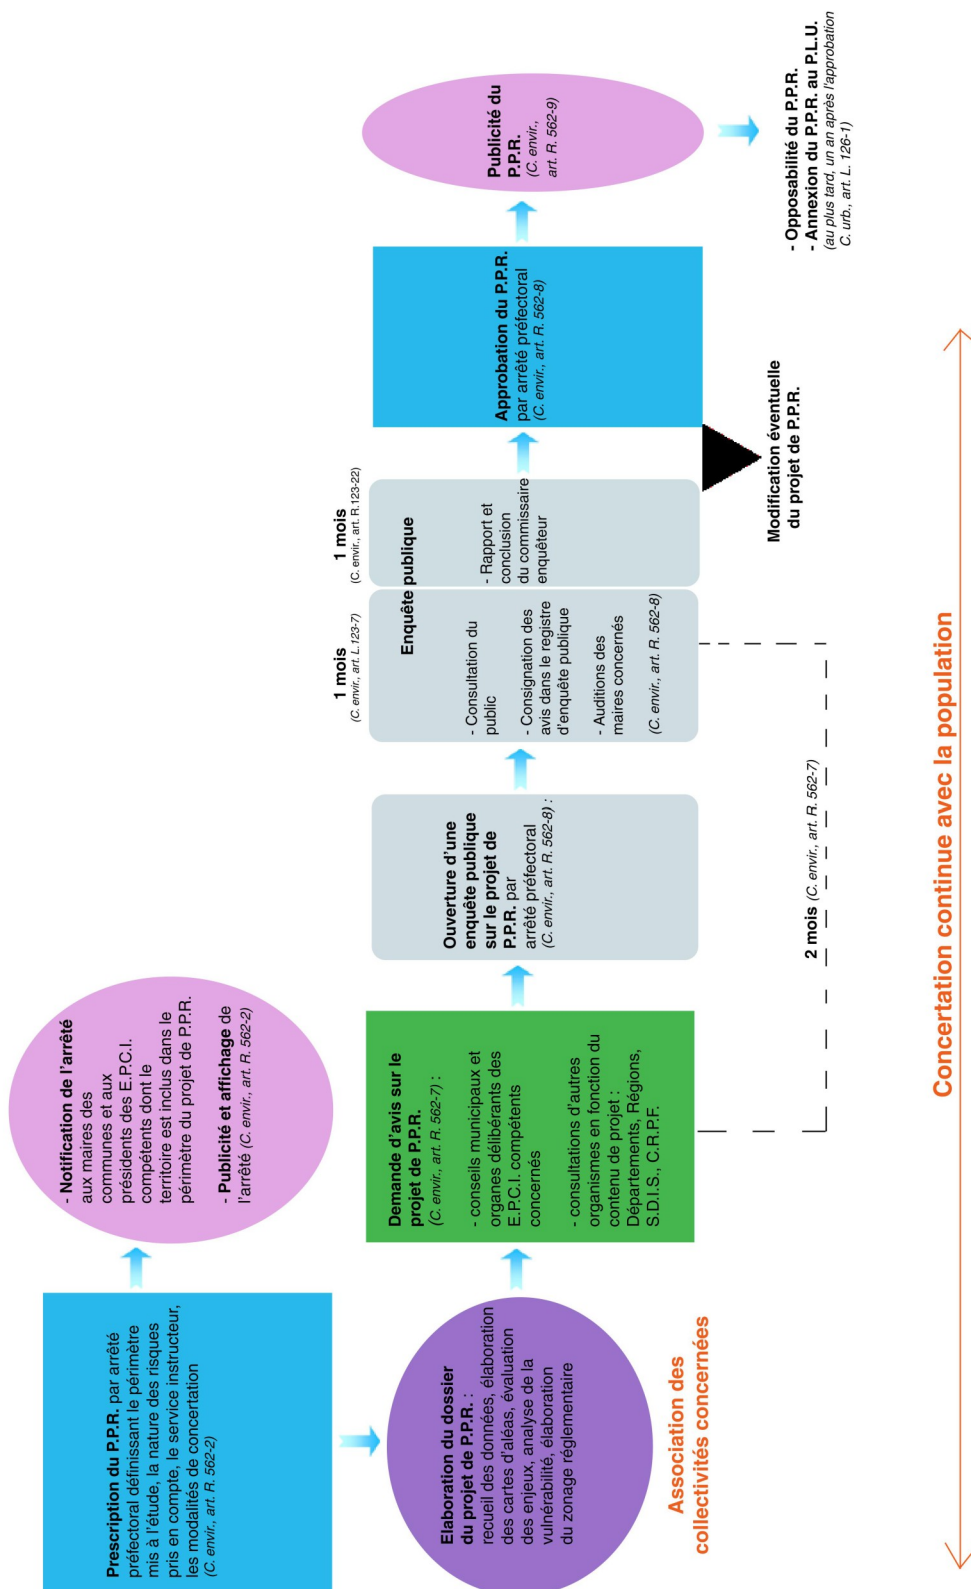 Prescription du P.P.R. par arrêté
préfectoral définissant le périmètre
mis à l'étude, la nature des risques
pris en compte, le service instructeur,
les modalités de concertation
(C. envir., art. R. 562-2)
- Notification de l'arrêté
aux maires des
communes et aux
présidents des E.P.C.I.
compétents dont le
territoire est inclus dans le
périmètre du projet de P.P.R.
- Publicité et affichage de
l'arrêté (C. envir., art. R. 562-2)
Elaboration du dossier
du projet de P.P.R. :
recueil des données, élaboration
des cartes d'aléas, évaluation
des enjeux, analyse de la
vulnérabilité, élaboration
du zonage réglementaire
Association des
collectivités concernées
Demande d'avis sur le
projet de P.P.R.
(C. envir., art. R. 562-7) :
- conseils municipaux et
organes délibérants des
E.P.C.I. compétents
concernés
- consultations d'autres
organismes en fonction du
contenu de projet :
Départements, Régions,
S.D.I.S., C.R.P.F.
Ouverture d'une
enquête publique
sur le projet de
P.P.R. par
arrêté préfectoral
(C. envir., art. R. 562-8) :
1 mois
(C. envir., art. L.123-7)
1 mois
(C. envir., art. R.123-22)
Enquête publique
- Consultation du
public
- Consignation des
avis dans le registre
d'enquête publique
- Auditions des
maires concernés
(C. envir., art. R. 562-8)
- Rapport et
conclusion
du commissaire
enquêteur
2 mois (C. envir., art. R. 562-7)
Approbation du P.P.R.
par arrêté préfectoral
(C. envir., art. R. 562-8)
Modification éventuelle
du projet de P.P.R.
Publicité du
P.P.R.
(C. envir.,
art. R. 562-9)
- Opposabilité du P.P.R.
- Annexion du P.P.R. au P.L.U.
(au plus tard, un an après l'approbation
C. urb., art. L. 126-1)
Concertation continue avec la population